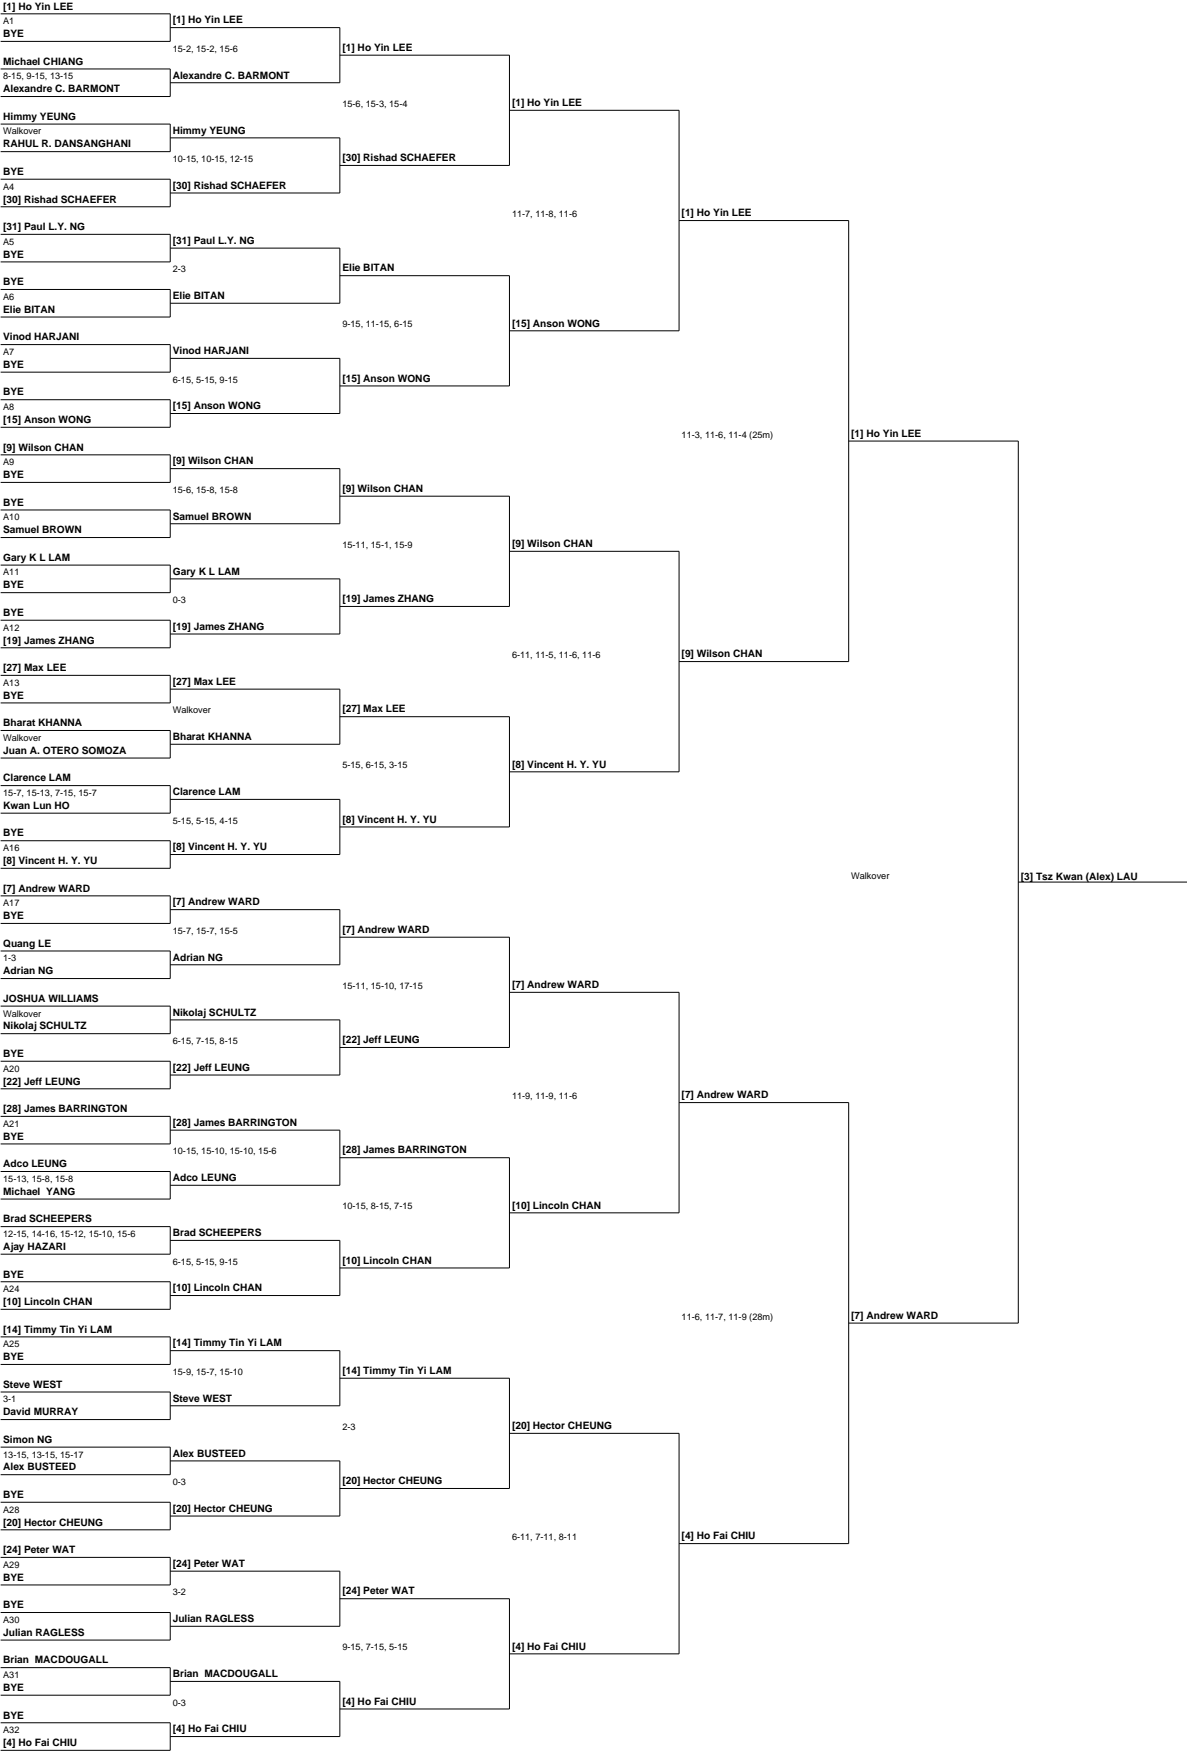 [1] Ho Yin LEE
A1
BYE
Michael CHIANG
8-15, 9-15, 13-15
Alexandre C. BARMONT
Himmy YEUNG
Walkover
RAHUL R. DANSANGHANI
BYE
A4
[30] Rishad SCHAEFER
[31] Paul L.Y. NG
A5
BYE
BYE
A6
Elie BITAN
Vinod HARJANI
A7
BYE
BYE
A8
[15] Anson WONG
[9] Wilson CHAN
A9
BYE
BYE
A10
Samuel BROWN
Gary K L LAM
A11
BYE
BYE
A12
[19] James ZHANG
[27] Max LEE
A13
BYE
Bharat KHANNA
Walkover
Juan A. OTERO SOMOZA
Clarence LAM
15-7, 15-13, 7-15, 15-7
Kwan Lun HO
BYE
A16
[8] Vincent H. Y. YU
[7] Andrew WARD
A17
BYE
Quang LE
1-3
Adrian NG
JOSHUA WILLIAMS
Walkover
Nikolaj SCHULTZ
BYE
A20
[22] Jeff LEUNG
[28] James BARRINGTON
A21
BYE
Adco LEUNG
15-13, 15-8, 15-8
Michael  YANG
Brad SCHEEPERS
12-15, 14-16, 15-12, 15-10, 15-6
Ajay HAZARI
BYE
A24
[10] Lincoln CHAN
[14] Timmy Tin Yi LAM
A25
BYE
Steve WEST
3-1
David MURRAY
Simon NG
13-15, 13-15, 15-17
Alex BUSTEED
BYE
A28
[20] Hector CHEUNG
[24] Peter WAT
A29
BYE
BYE
A30
Julian RAGLESS
Brian  MACDOUGALL
A31
BYE
BYE
A32
[4] Ho Fai CHIU
[1] Ho Yin LEE
15-2, 15-2, 15-6
Alexandre C. BARMONT
Himmy YEUNG
10-15, 10-15, 12-15
[30] Rishad SCHAEFER
[31] Paul L.Y. NG
2-3
Elie BITAN
Vinod HARJANI
6-15, 5-15, 9-15
[15] Anson WONG
[9] Wilson CHAN
15-6, 15-8, 15-8
Samuel BROWN
Gary K L LAM
0-3
[19] James ZHANG
[27] Max LEE
Walkover
Bharat KHANNA
Clarence LAM
5-15, 5-15, 4-15
[8] Vincent H. Y. YU
[7] Andrew WARD
15-7, 15-7, 15-5
Adrian NG
Nikolaj SCHULTZ
6-15, 7-15, 8-15
[22] Jeff LEUNG
[28] James BARRINGTON
10-15, 15-10, 15-10, 15-6
Adco LEUNG
Brad SCHEEPERS
6-15, 5-15, 9-15
[10] Lincoln CHAN
[14] Timmy Tin Yi LAM
15-9, 15-7, 15-10
Steve WEST
Alex BUSTEED
0-3
[20] Hector CHEUNG
[24] Peter WAT
3-2
Julian RAGLESS
Brian  MACDOUGALL
0-3
[4] Ho Fai CHIU
[1] Ho Yin LEE
15-6, 15-3, 15-4
[30] Rishad SCHAEFER
Elie BITAN
9-15, 11-15, 6-15
[15] Anson WONG
[9] Wilson CHAN
15-11, 15-1, 15-9
[19] James ZHANG
[27] Max LEE
5-15, 6-15, 3-15
[8] Vincent H. Y. YU
[7] Andrew WARD
15-11, 15-10, 17-15
[22] Jeff LEUNG
[28] James BARRINGTON
10-15, 8-15, 7-15
[10] Lincoln CHAN
[14] Timmy Tin Yi LAM
2-3
[20] Hector CHEUNG
[24] Peter WAT
9-15, 7-15, 5-15
[4] Ho Fai CHIU
[1] Ho Yin LEE
11-7, 11-8, 11-6
[15] Anson WONG
[9] Wilson CHAN
6-11, 11-5, 11-6, 11-6
[8] Vincent H. Y. YU
[7] Andrew WARD
11-9, 11-9, 11-6
[10] Lincoln CHAN
[20] Hector CHEUNG
6-11, 7-11, 8-11
[4] Ho Fai CHIU
[1] Ho Yin LEE
11-3, 11-6, 11-4 (25m)
[9] Wilson CHAN
[7] Andrew WARD
11-6, 11-7, 11-9 (28m)
[4] Ho Fai CHIU
[1] Ho Yin LEE
Walkover
[7] Andrew WARD
[3] Tsz Kwan (Alex) LAU